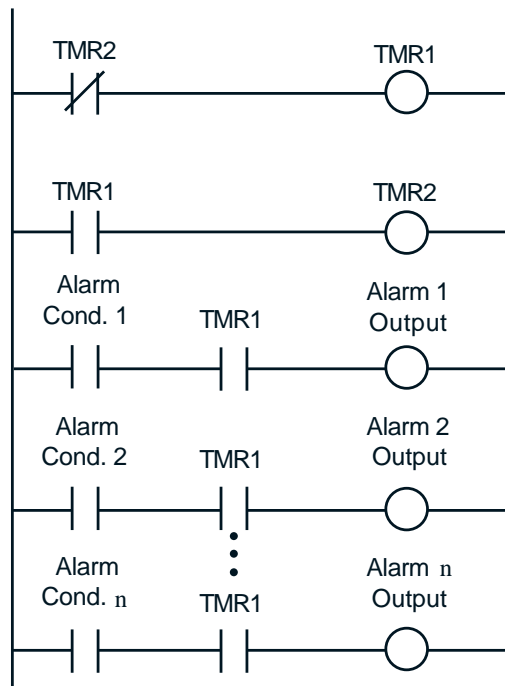 TMR2
TMR1
TMR1
TMR2
Alarm
Cond. 1
TMR1
Alarm 1
Output
Alarm
Cond. 2
TMR1
Alarm 2
Output
Alarm
Cond. n
TMR1
Alarm n
Output